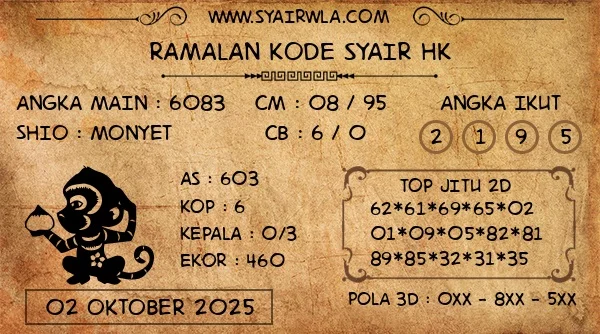 WWW.SYAIRWLA.COM
RAMALAN KODE SYAIR HK
ANGKA MAIN : 6083 CM : 08 / 95 ANGKA IKUT
SHIO : MONYET CB : 6 / 0 2 1 9 5
AS : 603
KOP : 6
KEPALA : 0/3
EKOR : 460
TOP JITU 2D
62*61*69*65*02
01*09*05*82*81
89*85*32*31*35
02 OKTOBER 2025
POLA 3D : 0XX - 8XX - 5XX